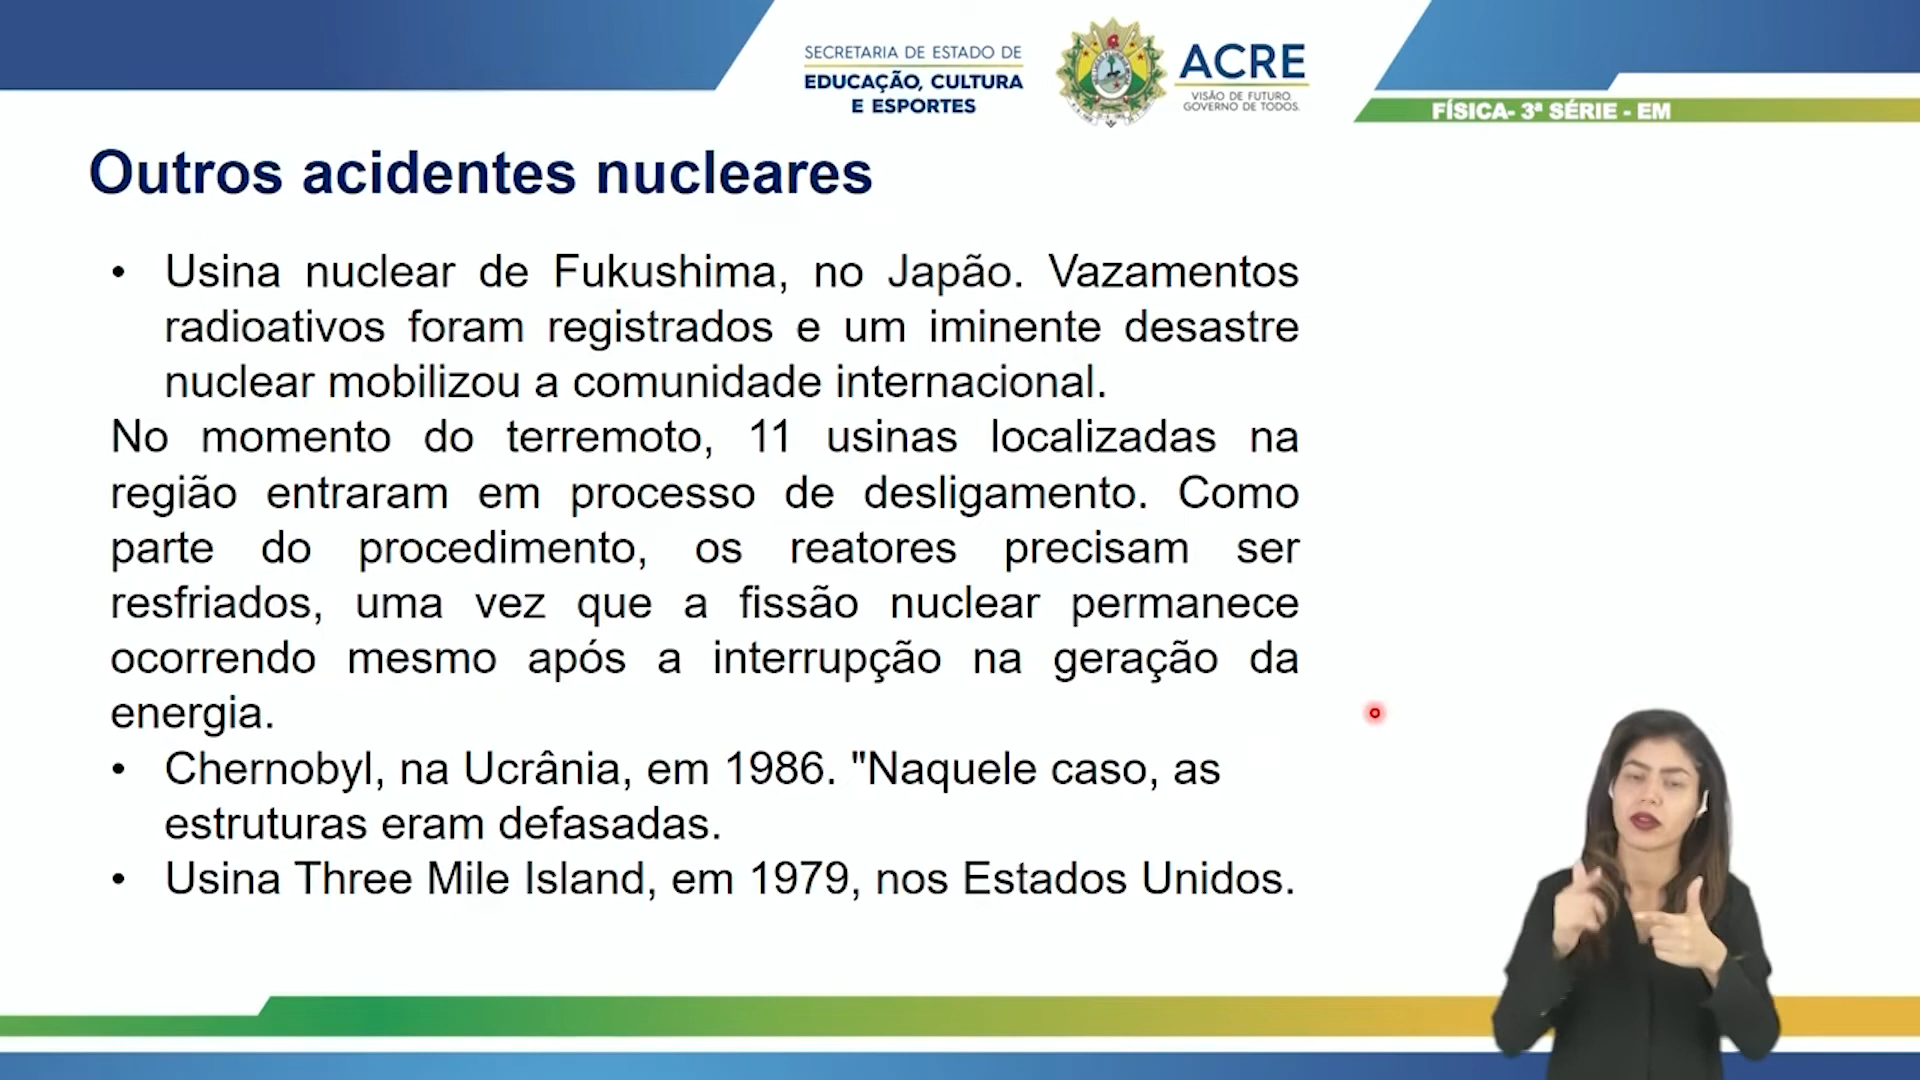 SECRETARIA DE ESTADO DE
EDUCAÇÃO, CULTURA
E ESPORTES
ACRE
VISÃO DE FUTURO.
GOVERNO DE TODOS.
FÍSICA- 3ª SÉRIE - EM
Outros acidentes nucleares
• Usina nuclear de Fukushima, no Japão. Vazamentos
radioativos foram registrados e um iminente desastre
nuclear mobilizou a comunidade internacional.
No momento do terremoto, 11 usinas localizadas na
região entraram em processo de desligamento. Como
parte do procedimento, os reatores precisam ser
resfriados, uma vez que a fissão nuclear permanece
ocorrendo mesmo após a interrupção na geração da
energia.
• Chernobyl, na Ucrânia, em 1986. "Naquele caso, as
estruturas eram defasadas.
• Usina Three Mile Island, em 1979, nos Estados Unidos.